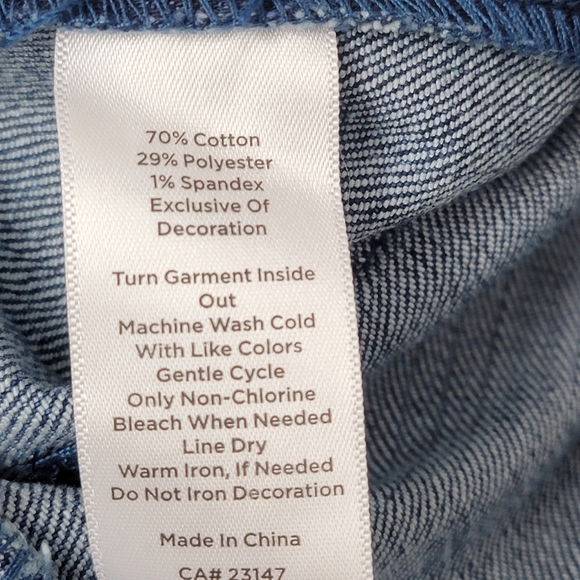 70% Cotton
29% Polyester
1% Spandex
Exclusive Of
Decoration
Turn Garment Inside
Out
Machine Wash Cold
With Like Colors
Gentle Cycle
Only Non-Chlorine
Bleach When Needed
Line Dry
Warm Iron, If Needed
Do Not Iron Decoration
Made In China
CA# 23147